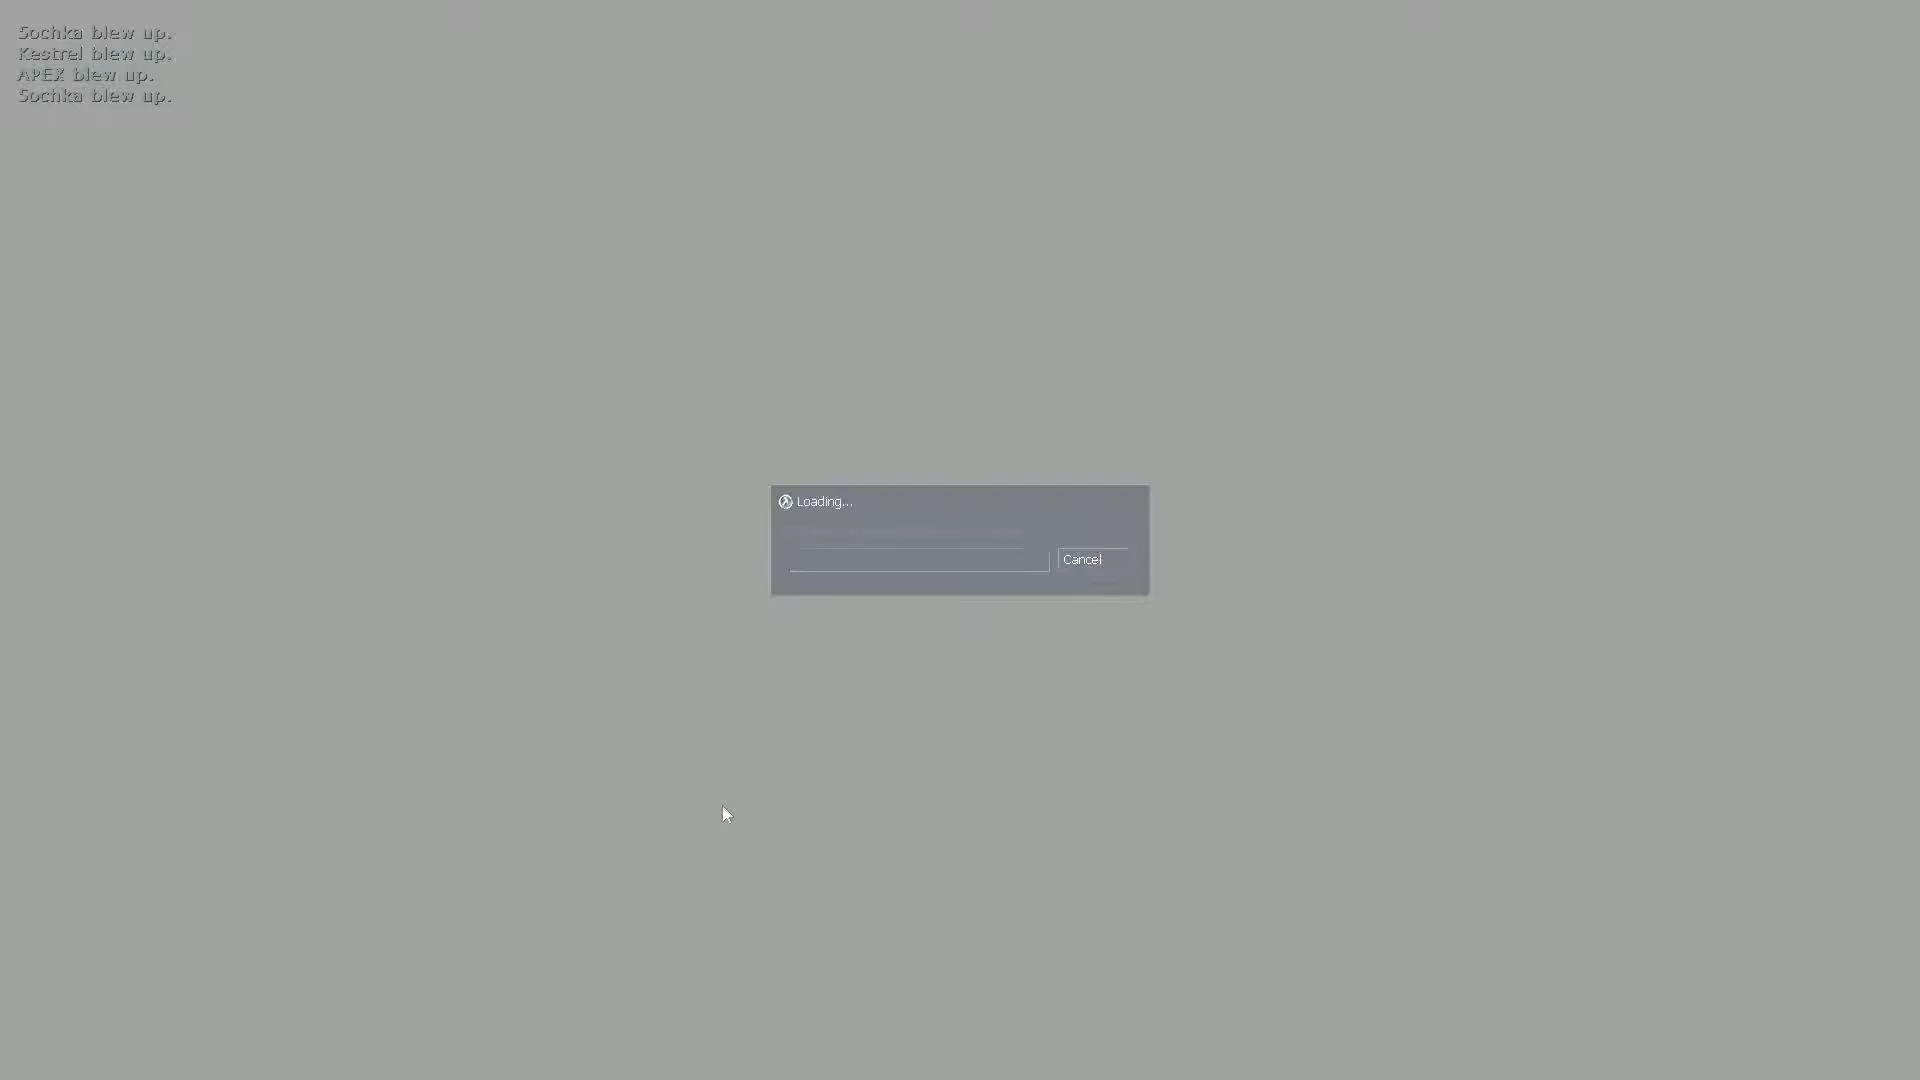 Sochka blew up.
Kestrel blew up.
APEX blew up.
Sochka blew up.
Loading...
Cancel